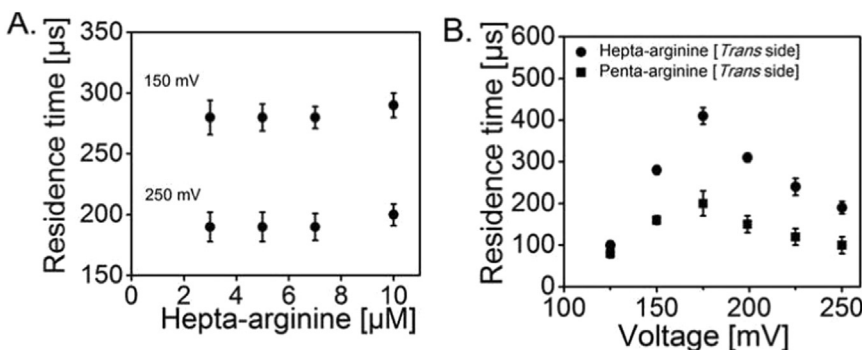 A.
Residence time [µs]
350
300
250
200
150
150 mV
250 mV
0 2 4 6 8 10
Hepta-arginine [µM]
B.
Residence time [µs]
600
500
400
300
200
100
0
Hepta-arginine [Trans side]
Penta-arginine [Trans side]
100 150 200 250
Voltage [mV]